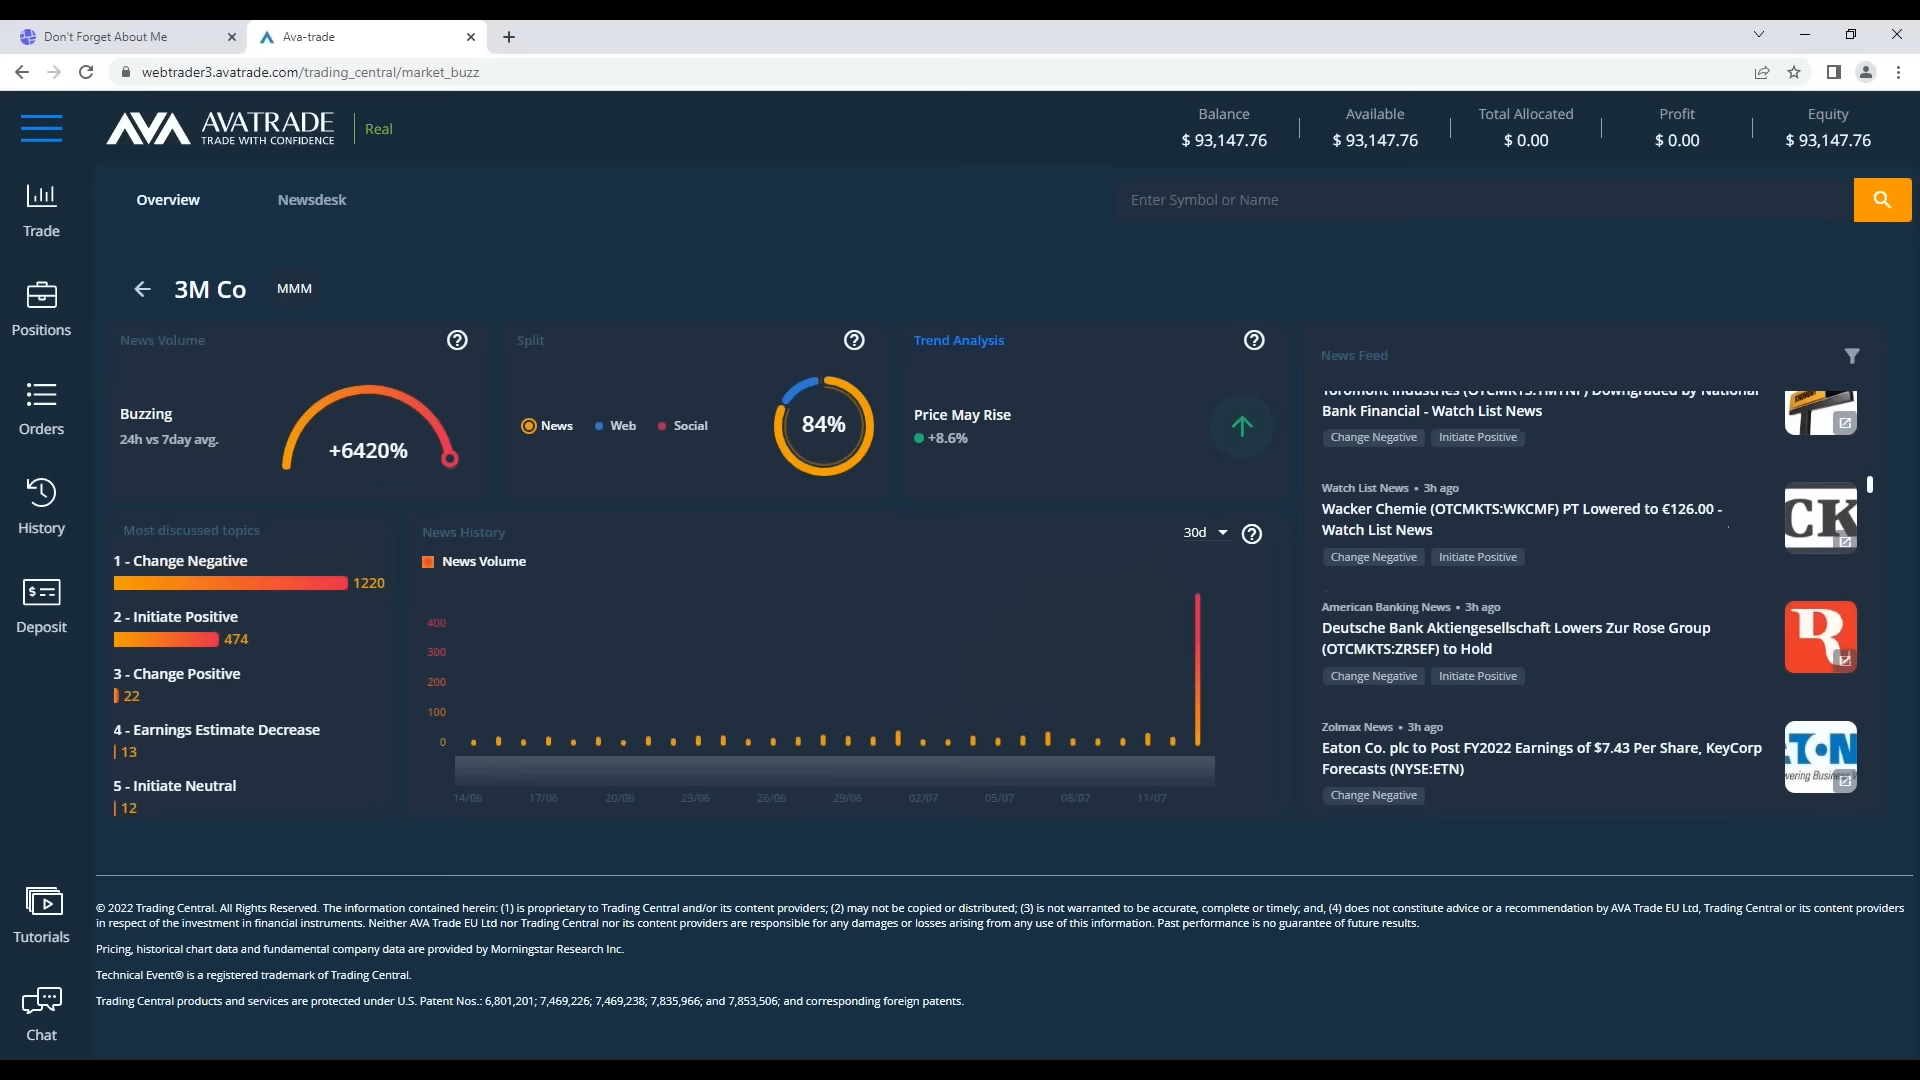 Don't Forget About Me
Ava-trade
webtrader3.avatrade.com/trading_central/market_buzz
AVA AVATRADE
TRADE WITH CONFIDENCE
Real
Balance
$ 93,147.76
Available
$ 93,147.76
Total Allocated
$ 0.00
Profit
$ 0.00
Equity
$ 93,147.76
Trade
Positions
Orders
History
Deposit
Tutorials
Chat
Overview
Newsdesk
Enter Symbol or Name
3M Co
MMM
News Volume
Buzzing
24h vs 7day avg.
+6420%
Split
News
Web
Social
84%
Trend Analysis
Price May Rise
+8.6%
Most discussed topics
1 - Change Negative
1220
2 - Initiate Positive
474
3 - Change Positive
22
4 - Earnings Estimate Decrease
13
5 - Initiate Neutral
12
News History
30d
News Volume
400
300
200
100
0
14/06 17/06 20/06 23/06 26/06 29/06 02/07 05/07 08/07 11/07
News Feed
Toromont Industries (OTCMKTS:TMTNF) Downgraded by National
Bank Financial - Watch List News
Change Negative Initiate Positive
Watch List News • 3h ago
Wacker Chemie (OTCMKTS:WKCMF) PT Lowered to €126.00 -
Watch List News
Change Negative Initiate Positive
CK
American Banking News • 3h ago
Deutsche Bank Aktiengesellschaft Lowers Zur Rose Group
(OTCMKTS:ZRSEF) to Hold
Change Negative Initiate Positive
R
Zolmax News • 3h ago
Eaton Co. plc to Post FY2022 Earnings of $7.43 Per Share, KeyCorp
Forecasts (NYSE:ETN)
Change Negative
© 2022 Trading Central. All Rights Reserved. The information contained herein: (1) is proprietary to Trading Central and/or its content providers; (2) may not be copied or distributed; (3) is not warranted to be accurate, complete or timely; and, (4) does not constitute advice or a recommendation by AVA Trade EU Ltd, Trading Central or its content providers
in respect of the investment in financial instruments. Neither AVA Trade EU Ltd nor Trading Central nor its content providers are responsible for any damages or losses arising from any use of this information. Past performance is no guarantee of future results.
Pricing, historical chart data and fundamental company data are provided by Morningstar Research Inc.
Technical Event® is a registered trademark of Trading Central.
Trading Central products and services are protected under U.S. Patent Nos.: 6,801,201; 7,469,226; 7,469,238; 7,835,966; and 7,853,506; and corresponding foreign patents.